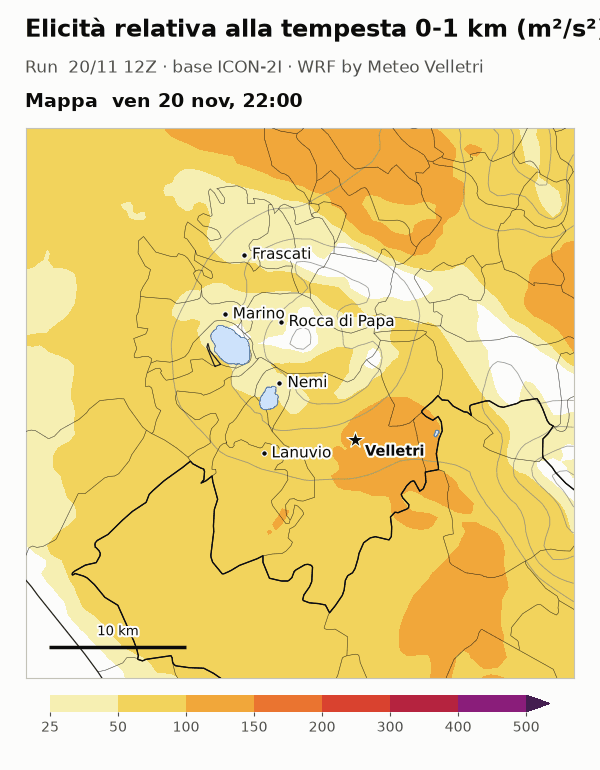 Elicità relativa alla tempesta 0-1 km (m²/s²)
Run 20/11 12Z · base ICON-2I · WRF by Meteo Velletri
Mappa ven 20 nov, 22:00
Frascati
Marino
Rocca di Papa
Nemi
Lanuvio
Velletri
10 km
25 50 100 150 200 300 400 500